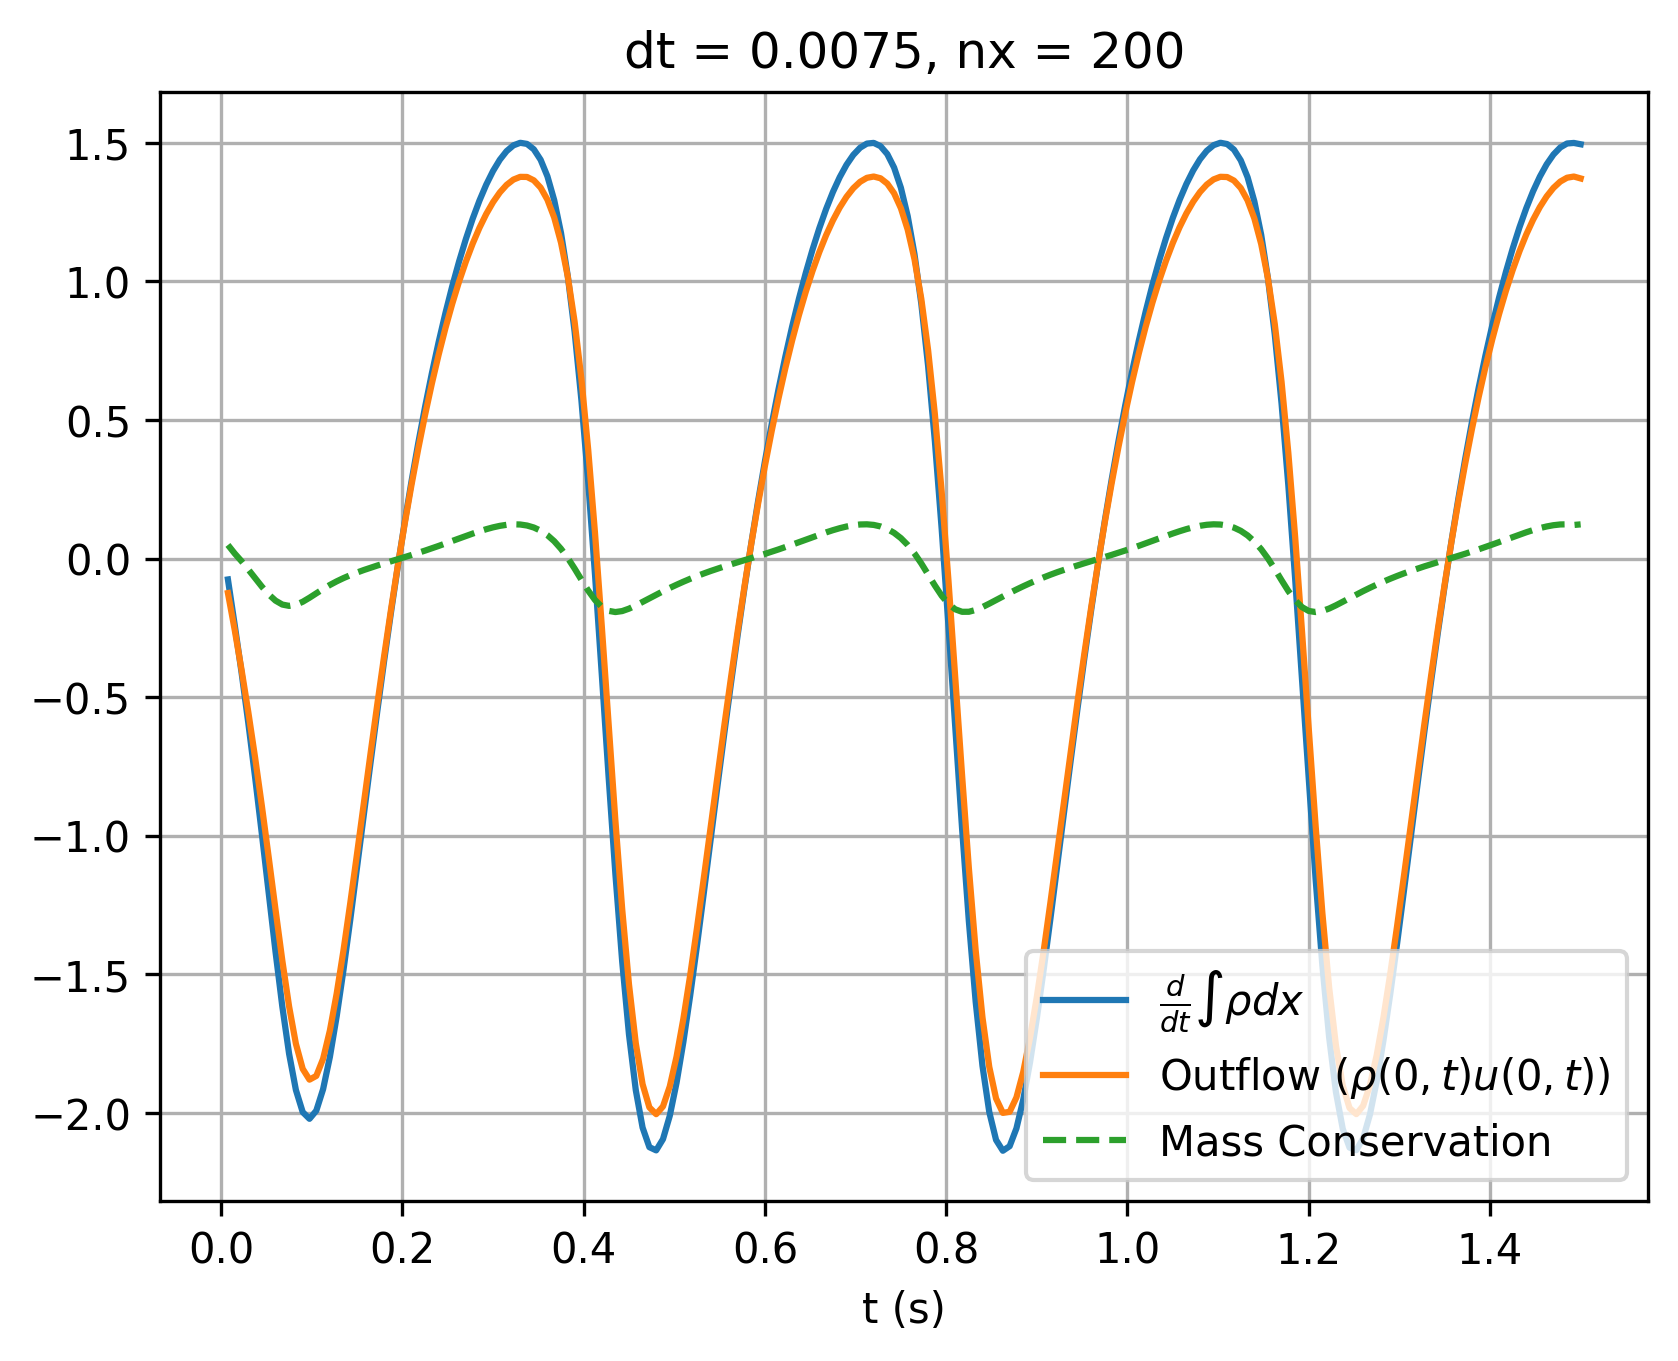 dt = 0.0075, nx = 200
1.5
1.0
0.5
0.0
−0.5
−1.0
−1.5
−2.0
0.0 0.2 0.4 0.6 0.8 1.0 1.2 1.4
t (s)
d/dt ∫ρdx
Outflow (ρ(0, t)u(0, t))
Mass Conservation